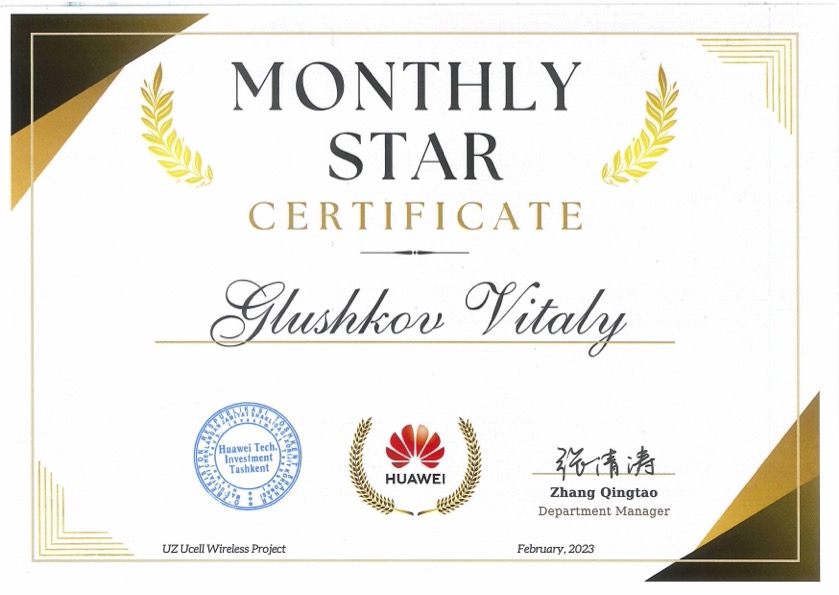 MONTHLY
STAR
CERTIFICATE
Glushkov Vitaly
Huawei Tech.
Investment
Tashkent
HUAWEI
张清涛
Zhang Qingtao
Department Manager
UZ Ucell Wireless Project
February, 2023